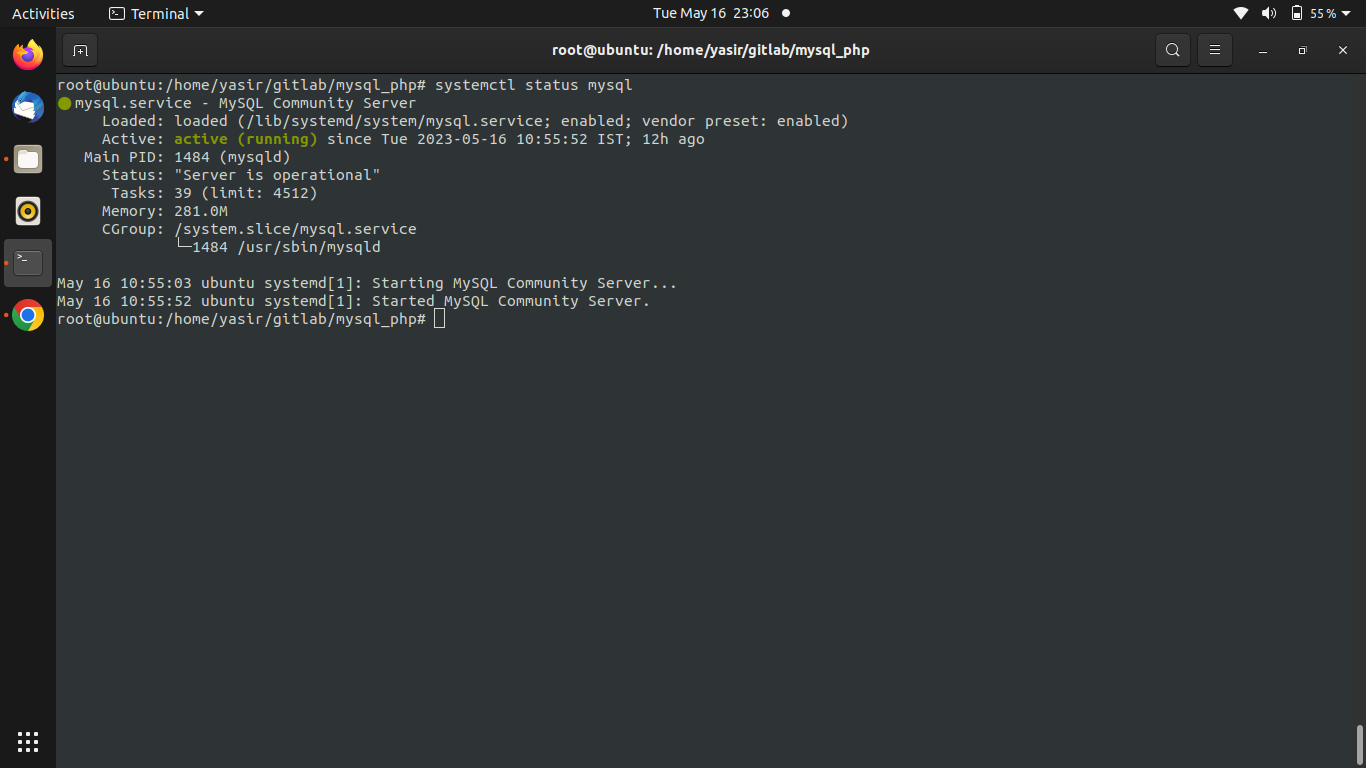 Activities
Terminal
Tue May 16 23:06
55 %
root@ubuntu: /home/yasir/gitlab/mysql_php
root@ubuntu:/home/yasir/gitlab/mysql_php# systemctl status mysql
● mysql.service - MySQL Community Server
Loaded: loaded (/lib/systemd/system/mysql.service; enabled; vendor preset: enabled)
Active: active (running) since Tue 2023-05-16 10:55:52 IST; 12h ago
Main PID: 1484 (mysqld)
Status: "Server is operational"
Tasks: 39 (limit: 4512)
Memory: 281.0M
CGroup: /system.slice/mysql.service
└─1484 /usr/sbin/mysqld
May 16 10:55:03 ubuntu systemd[1]: Starting MySQL Community Server...
May 16 10:55:52 ubuntu systemd[1]: Started MySQL Community Server.
root@ubuntu:/home/yasir/gitlab/mysql_php#